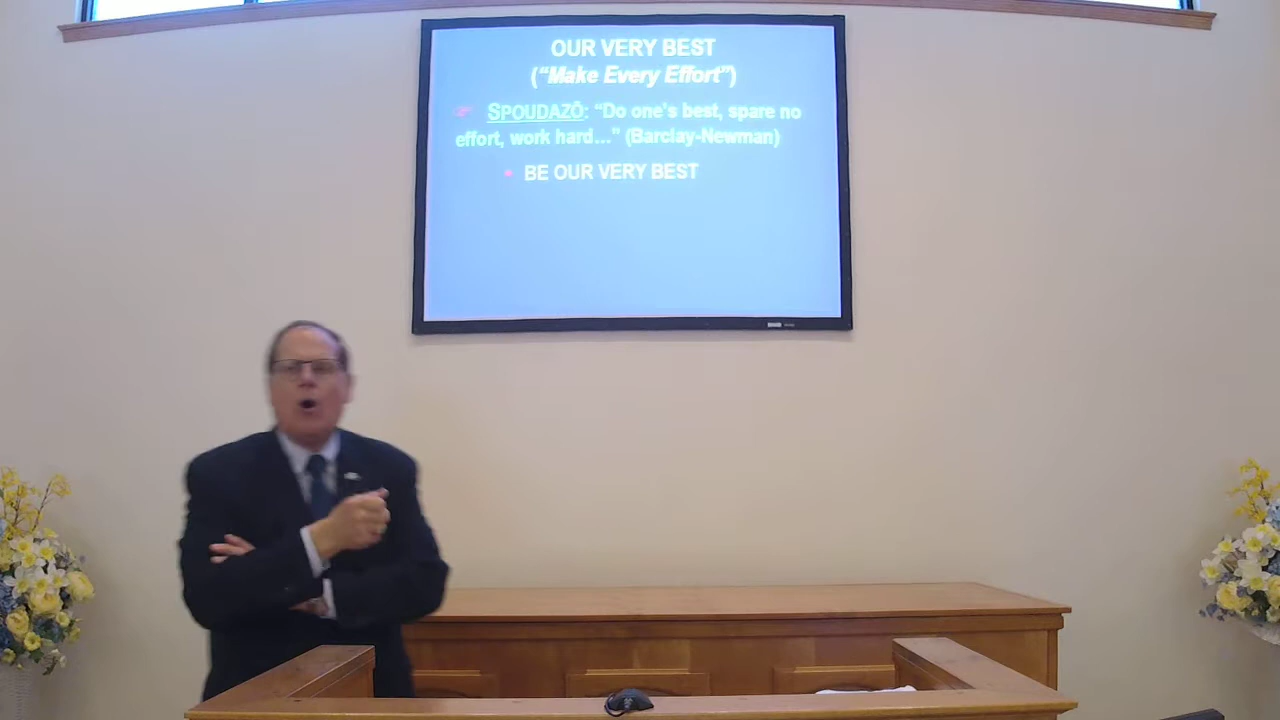 OUR VERY BEST
(“Make Every Effort”)
SPOUDAZŌ: “Do one’s best, spare no
effort, work hard…” (Barclay-Newman)
• BE OUR VERY BEST